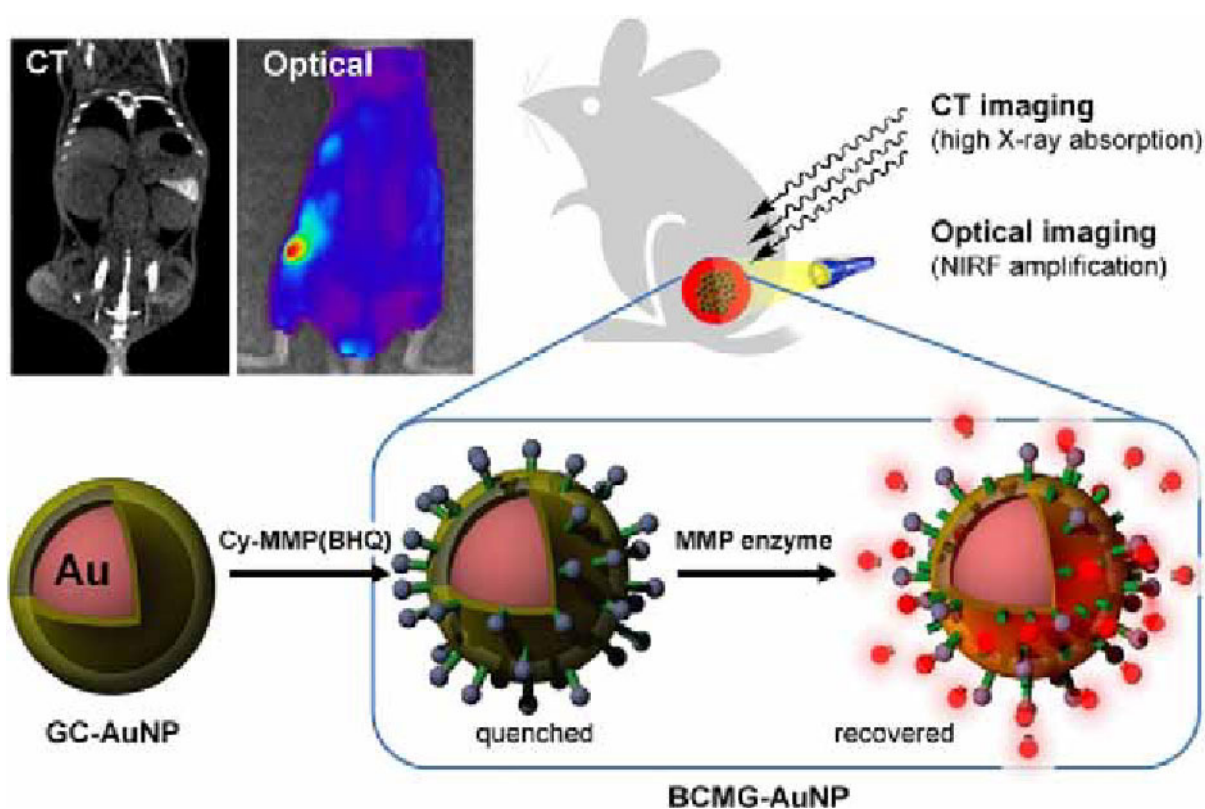 CT
Optical
CT imaging
(high X-ray absorption)
Optical imaging
(NIRF amplification)
Au
Cy-MMP(BHQ)
MMP enzyme
GC-AuNP
quenched
recovered
BCMG-AuNP